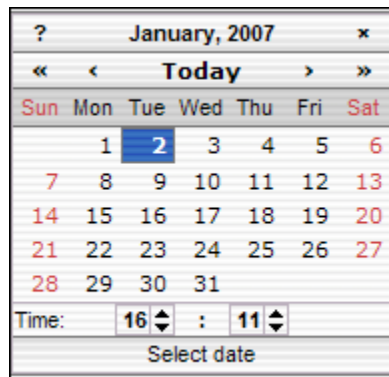 ? January, 2007 ×
« ‹ Today › »
Sun Mon Tue Wed Thu Fri Sat
1 2 3 4 5 6
7 8 9 10 11 12 13
14 15 16 17 18 19 20
21 22 23 24 25 26 27
28 29 30 31
Time: 16 : 11
Select date